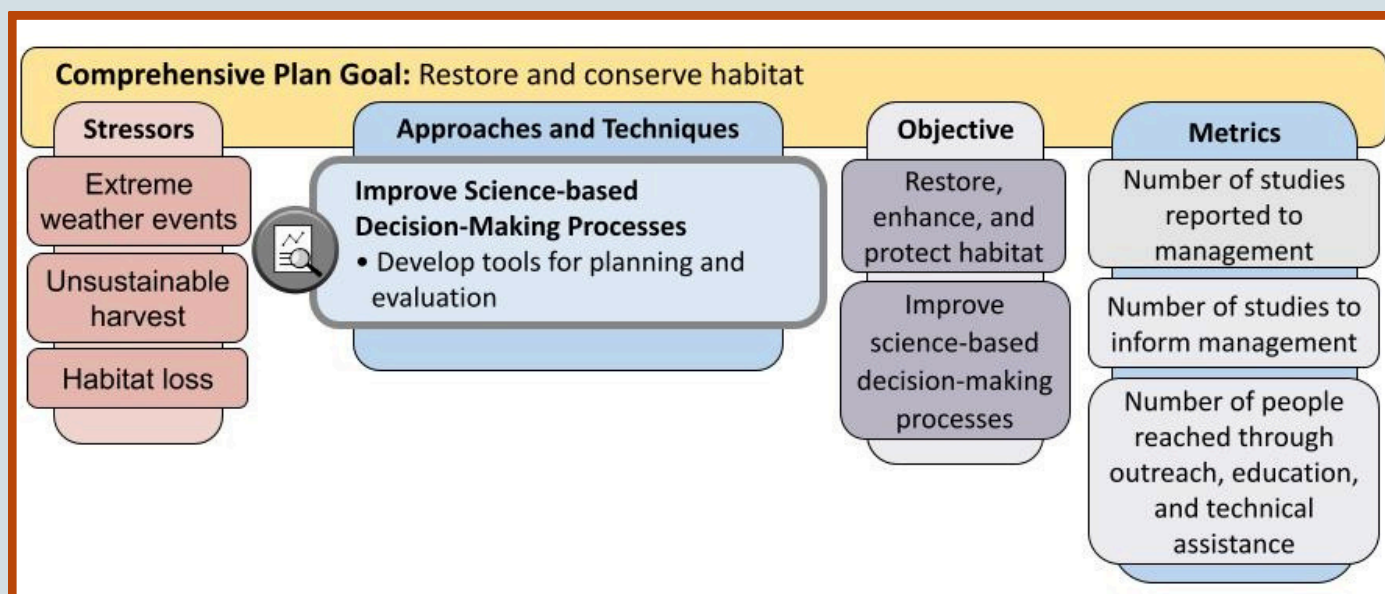 Comprehensive Plan Goal: Restore and conserve habitat
Stressors
Extreme
weather events
Unsustainable
harvest
Habitat loss
Approaches and Techniques
Improve Science-based
Decision-Making Processes
• Develop tools for planning and
evaluation
Objective
Restore,
enhance, and
protect habitat
Improve
science-based
decision-making
processes
Metrics
Number of studies
reported to
management
Number of studies to
inform management
Number of people
reached through
outreach, education,
and technical
assistance